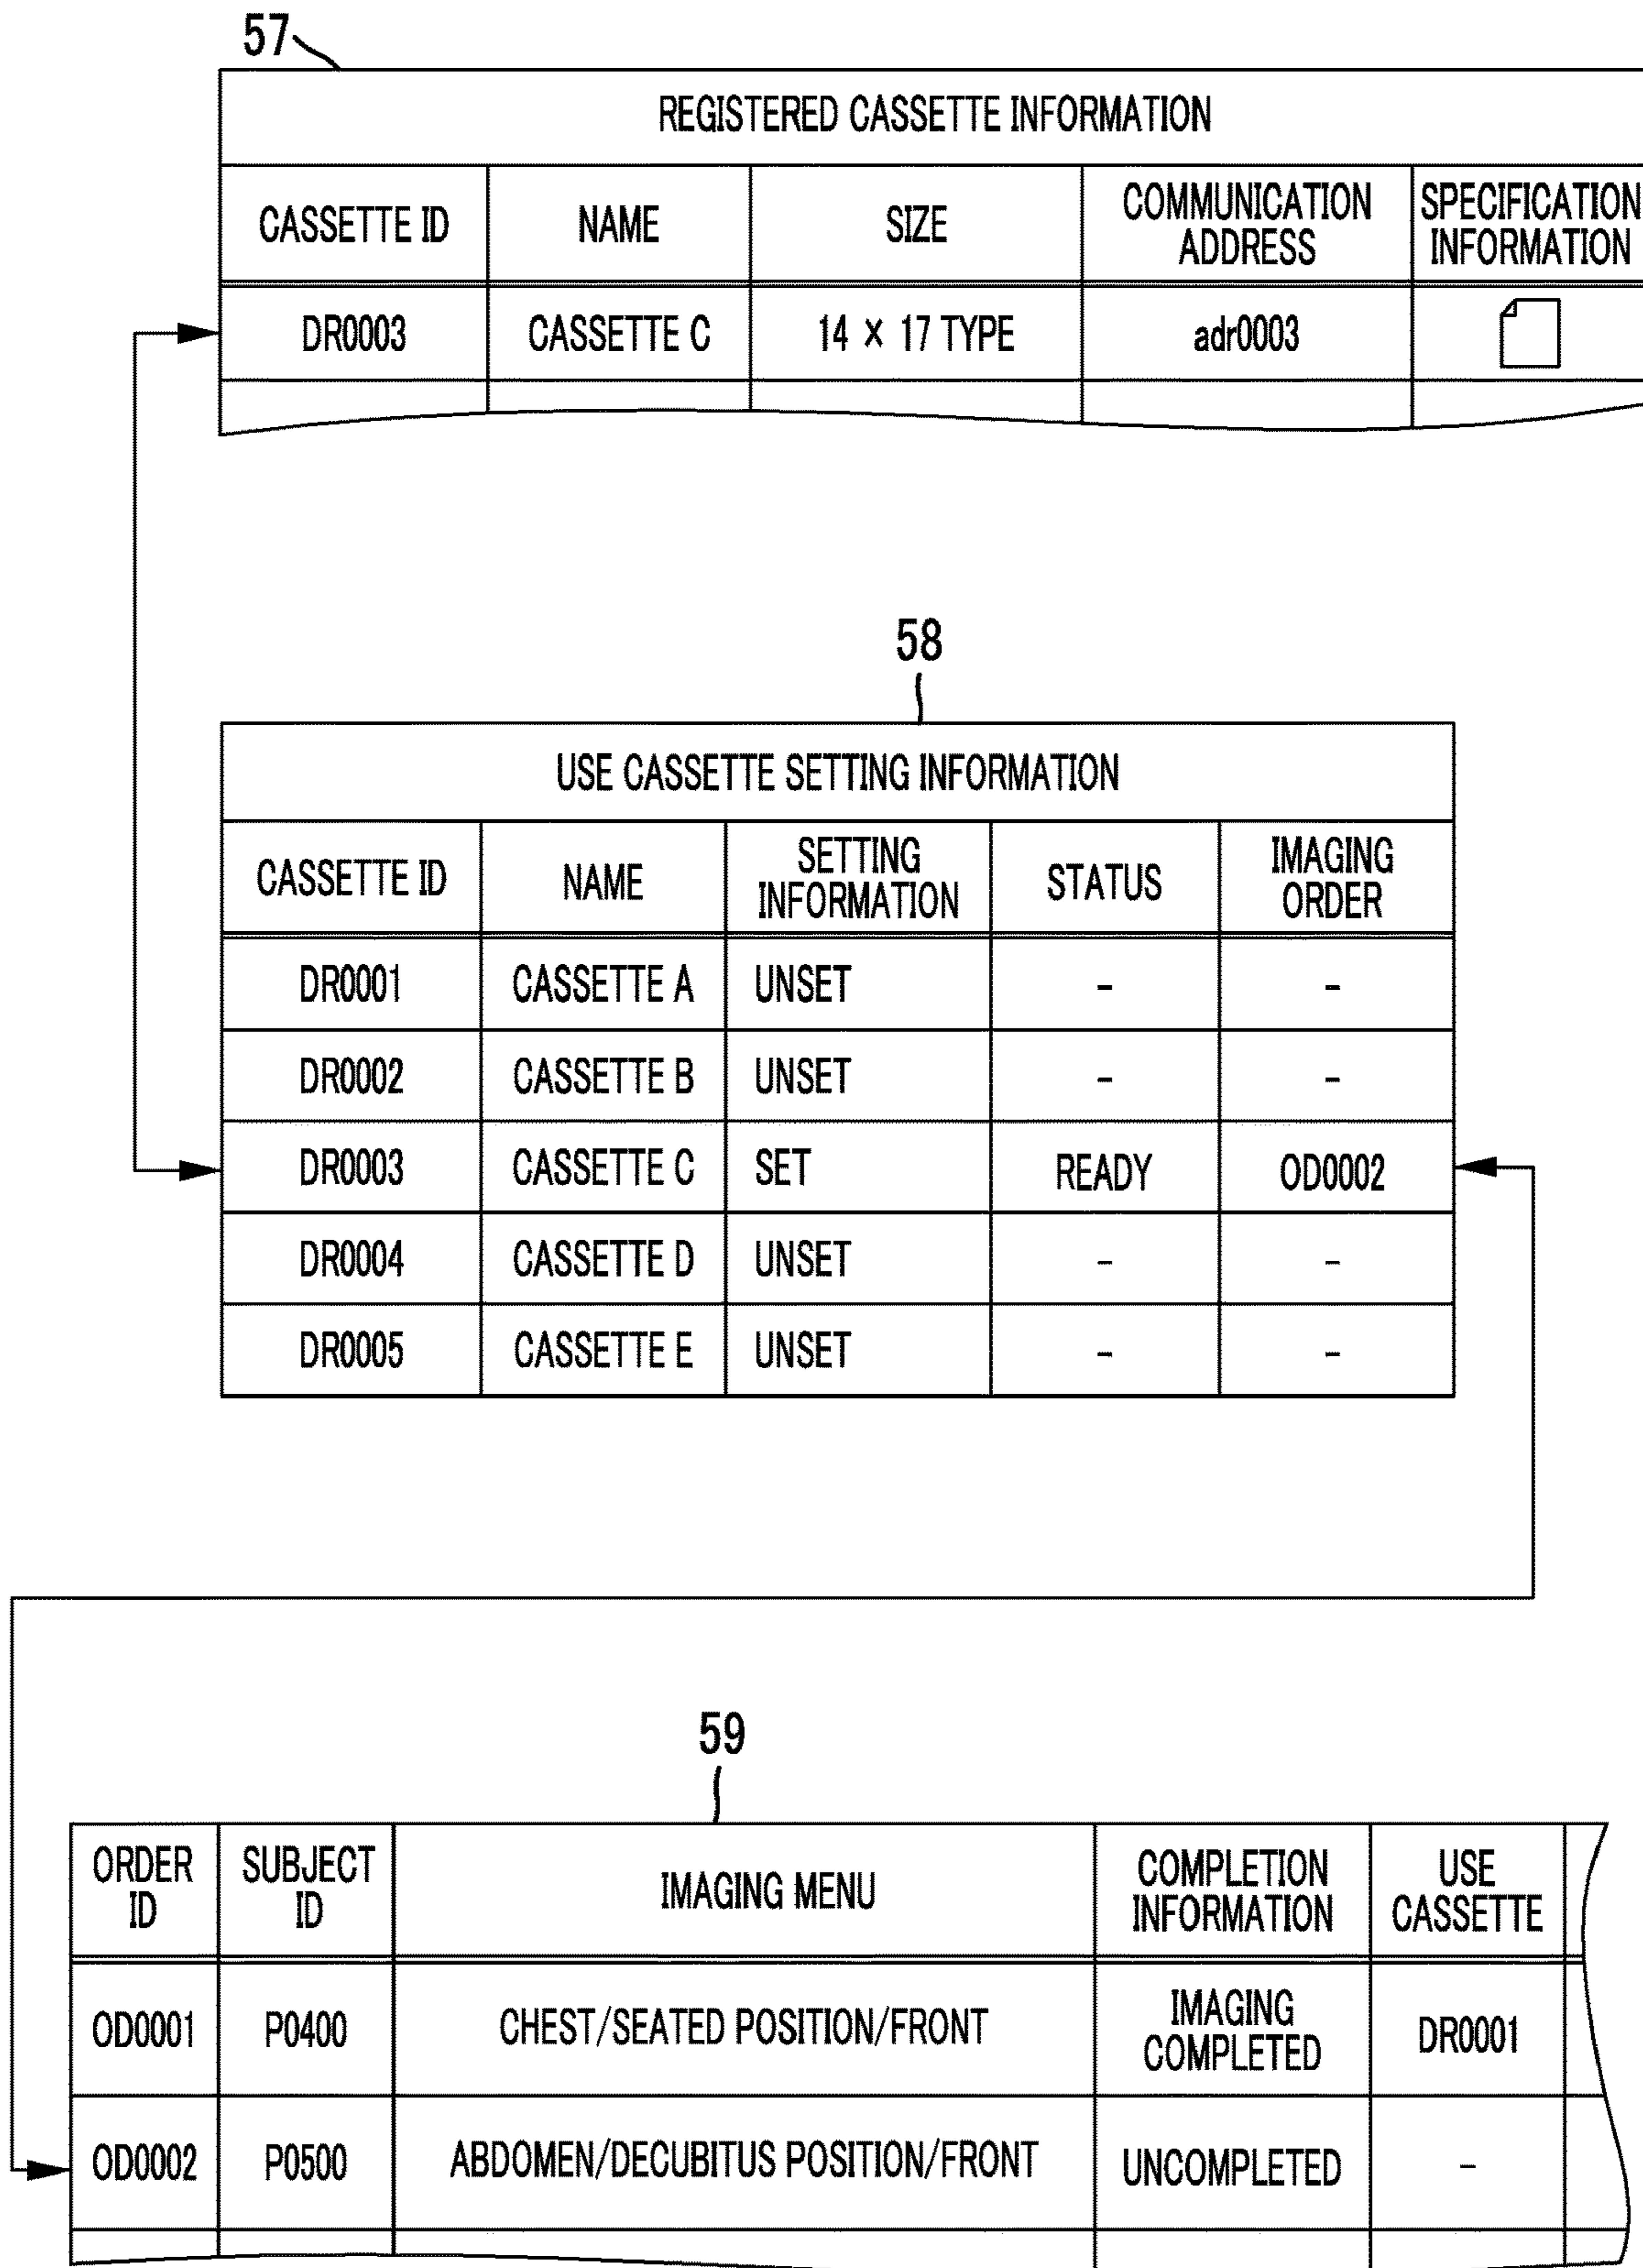 57
REGISTERED CASSETTE INFORMATION
CASSETTE ID NAME SIZE COMMUNICATION ADDRESS SPECIFICATION INFORMATION
DR0003 CASSETTE C 14 × 17 TYPE adr0003
58
USE CASSETTE SETTING INFORMATION
CASSETTE ID NAME SETTING INFORMATION STATUS IMAGING ORDER
DR0001 CASSETTE A UNSET - -
DR0002 CASSETTE B UNSET - -
DR0003 CASSETTE C SET READY OD0002
DR0004 CASSETTE D UNSET - -
DR0005 CASSETTE E UNSET - -
59
ORDER ID SUBJECT ID IMAGING MENU COMPLETION INFORMATION USE CASSETTE
OD0001 P0400 CHEST/SEATED POSITION/FRONT IMAGING COMPLETED DR0001
OD0002 P0500 ABDOMEN/DECUBITUS POSITION/FRONT UNCOMPLETED -